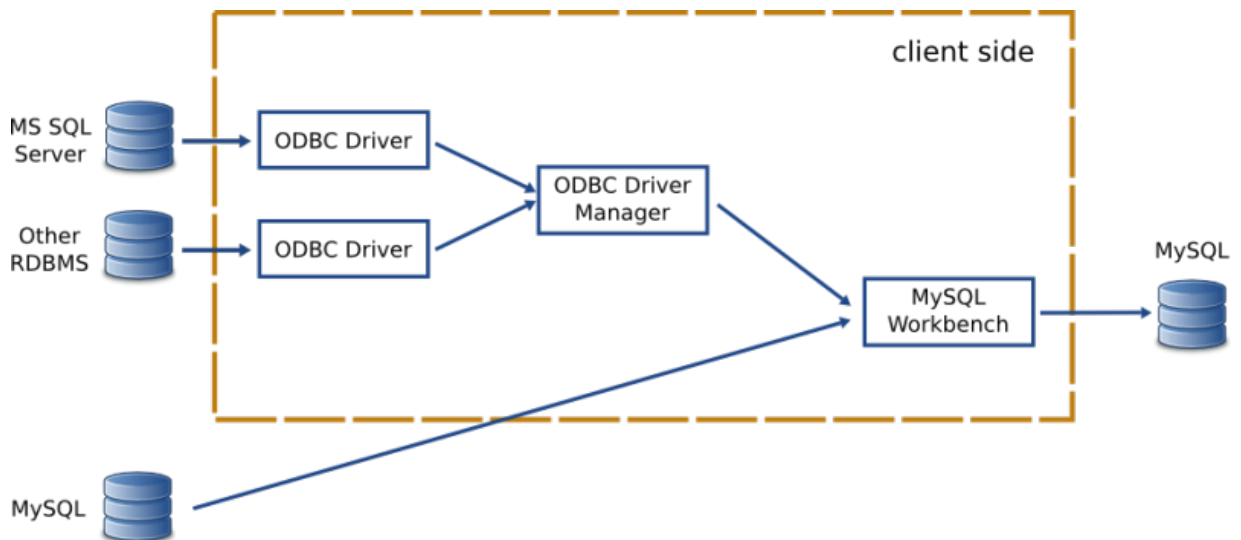 client side
MS SQL
Server
ODBC Driver
ODBC Driver
Manager
Other
RDBMS
ODBC Driver
MySQL
MySQL
Workbench
MySQL